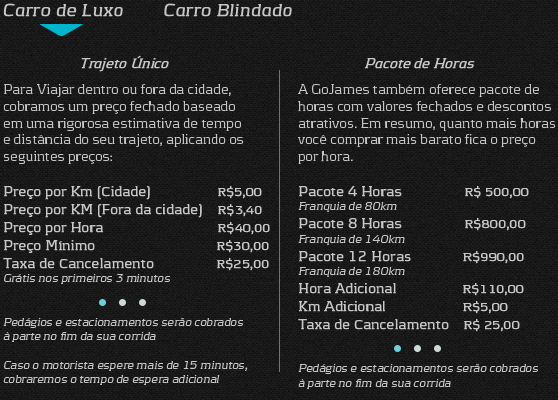 Carro de Luxo
Carro Blindado
Trajeto Único
Para Viajar dentro ou fora da cidade,
cobramos um preço fechado baseado
em uma rigorosa estimativa de tempo
e distância do seu trajeto, aplicando os
seguintes preços:
Preço por Km (Cidade) R$5,00
Preço por KM (Fora da cidade) R$3,40
Preço por Hora R$40,00
Preço Mínimo R$30,00
Taxa de Cancelamento R$25,00
Grátis nos primeiros 3 minutos
Pedágios e estacionamentos serão cobrados
à parte no fim da sua corrida
Caso o motorista espere mais de 15 minutos,
cobraremos o tempo de espera adicional
Pacote de Horas
A GoJames também oferece pacote de
horas com valores fechados e descontos
atrativos. Em resumo, quanto mais horas
você comprar mais barato fica o preço
por hora.
Pacote 4 Horas R$ 500,00
Franquia de 80km
Pacote 8 Horas R$800,00
Franquia de 140km
Pacote 12 Horas R$990,00
Franquia de 180km
Hora Adicional R$110,00
Km Adicional R$5,00
Taxa de Cancelamento R$ 25,00
Pedágios e estacionamentos serão cobrados
à parte no fim da sua corrida